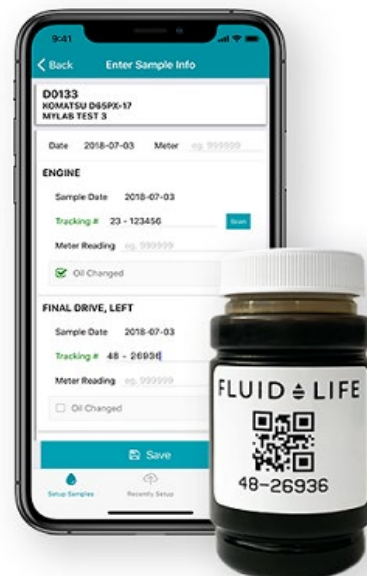 9:41
Back Enter Sample Info
D0133
KOMATSU D65PX-17
MYLAB TEST 3
Date 2018-07-03 Meter eg. 999999
ENGINE
Sample Date 2018-07-03
Tracking # 23 - 123456 Scan
Meter Reading eg. 999999
Oil Changed
FINAL DRIVE, LEFT
Sample Date 2018-07-03
Tracking # 48 - 26936
Meter Reading eg. 999999
Oil Changed
Save
Setup Samples Recently Setup
FLUID LIFE
48-26936